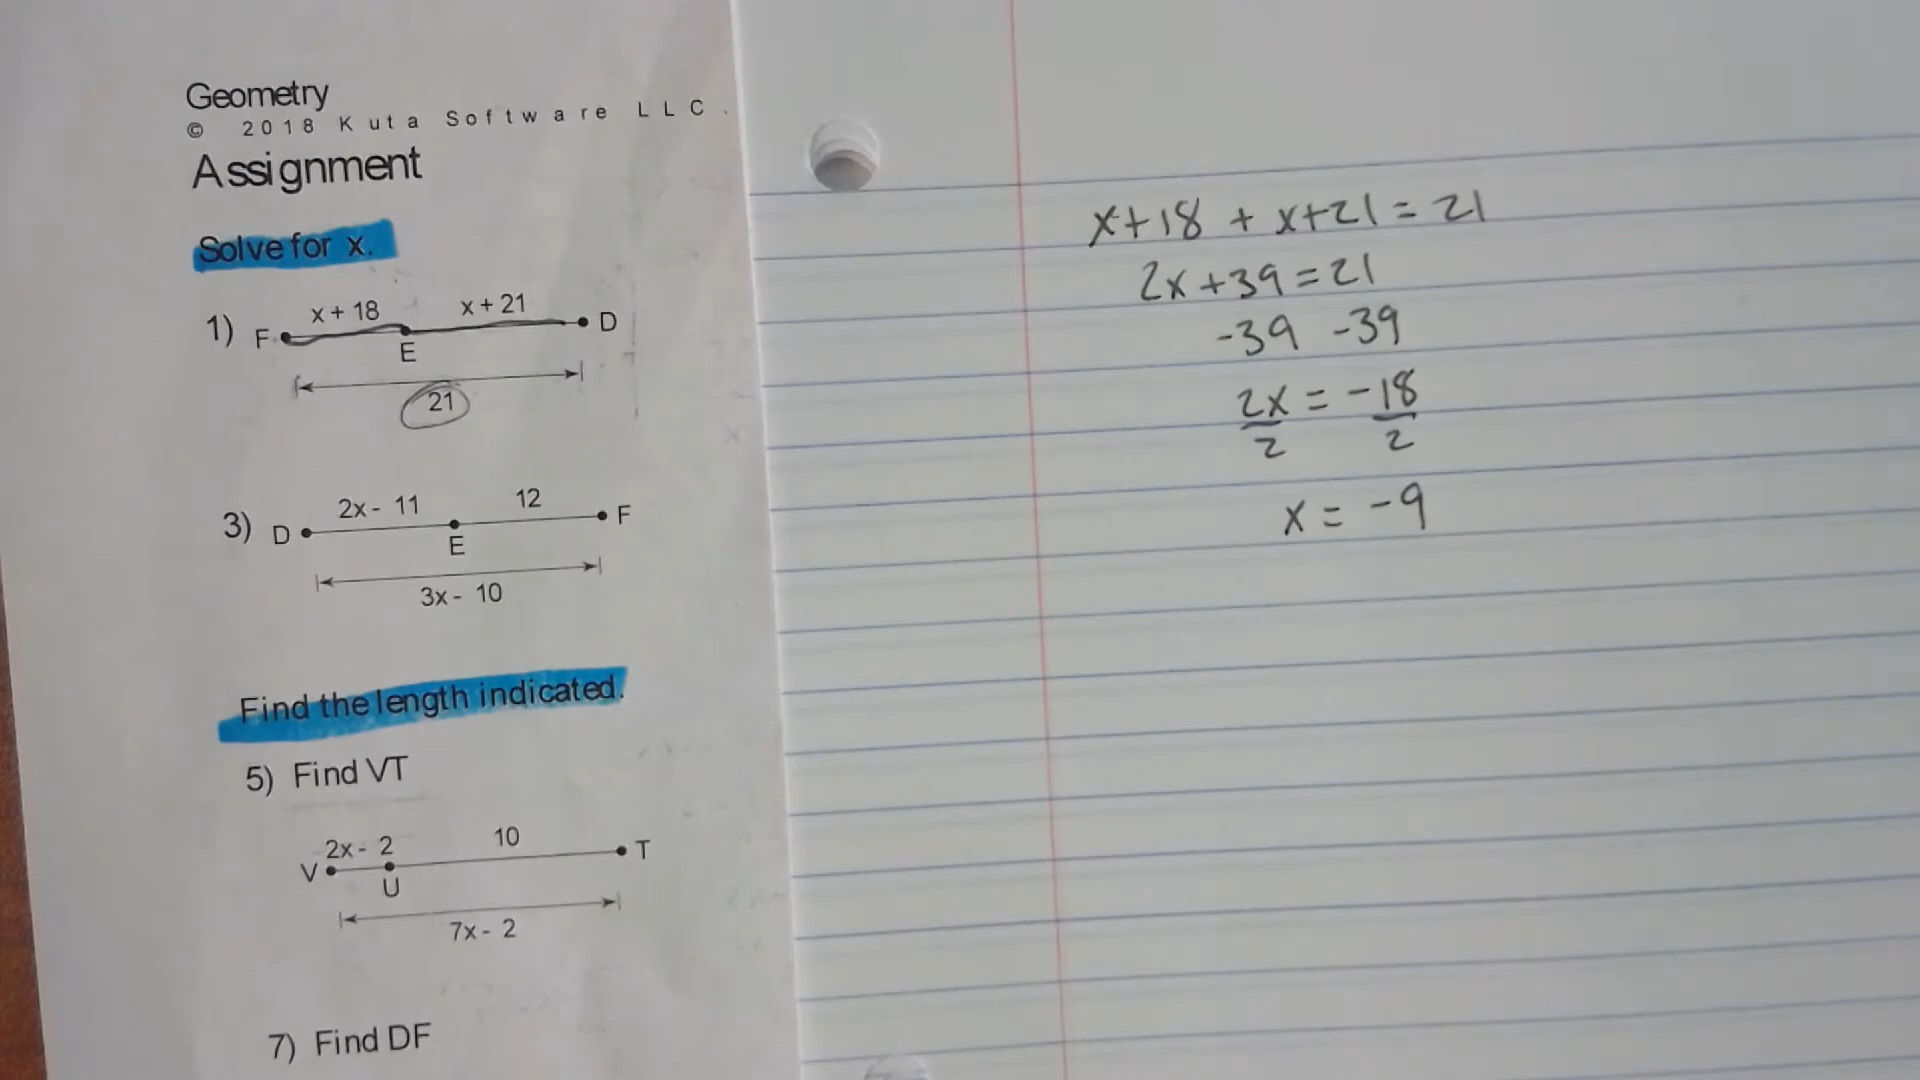 Geometry
© 2018 Kuta Software LLC.
Assignment
Solve for x.
1) F x + 18 E x + 21 D
21
3) D 2x - 11 E 12 F
3x - 10
Find the length indicated.
5) Find VT
V 2x - 2 U 10 T
7x - 2
7) Find DF
x+18 + x+21 = 21
2x+39 = 21
-39 -39
2x = -18
2 2
x = -9